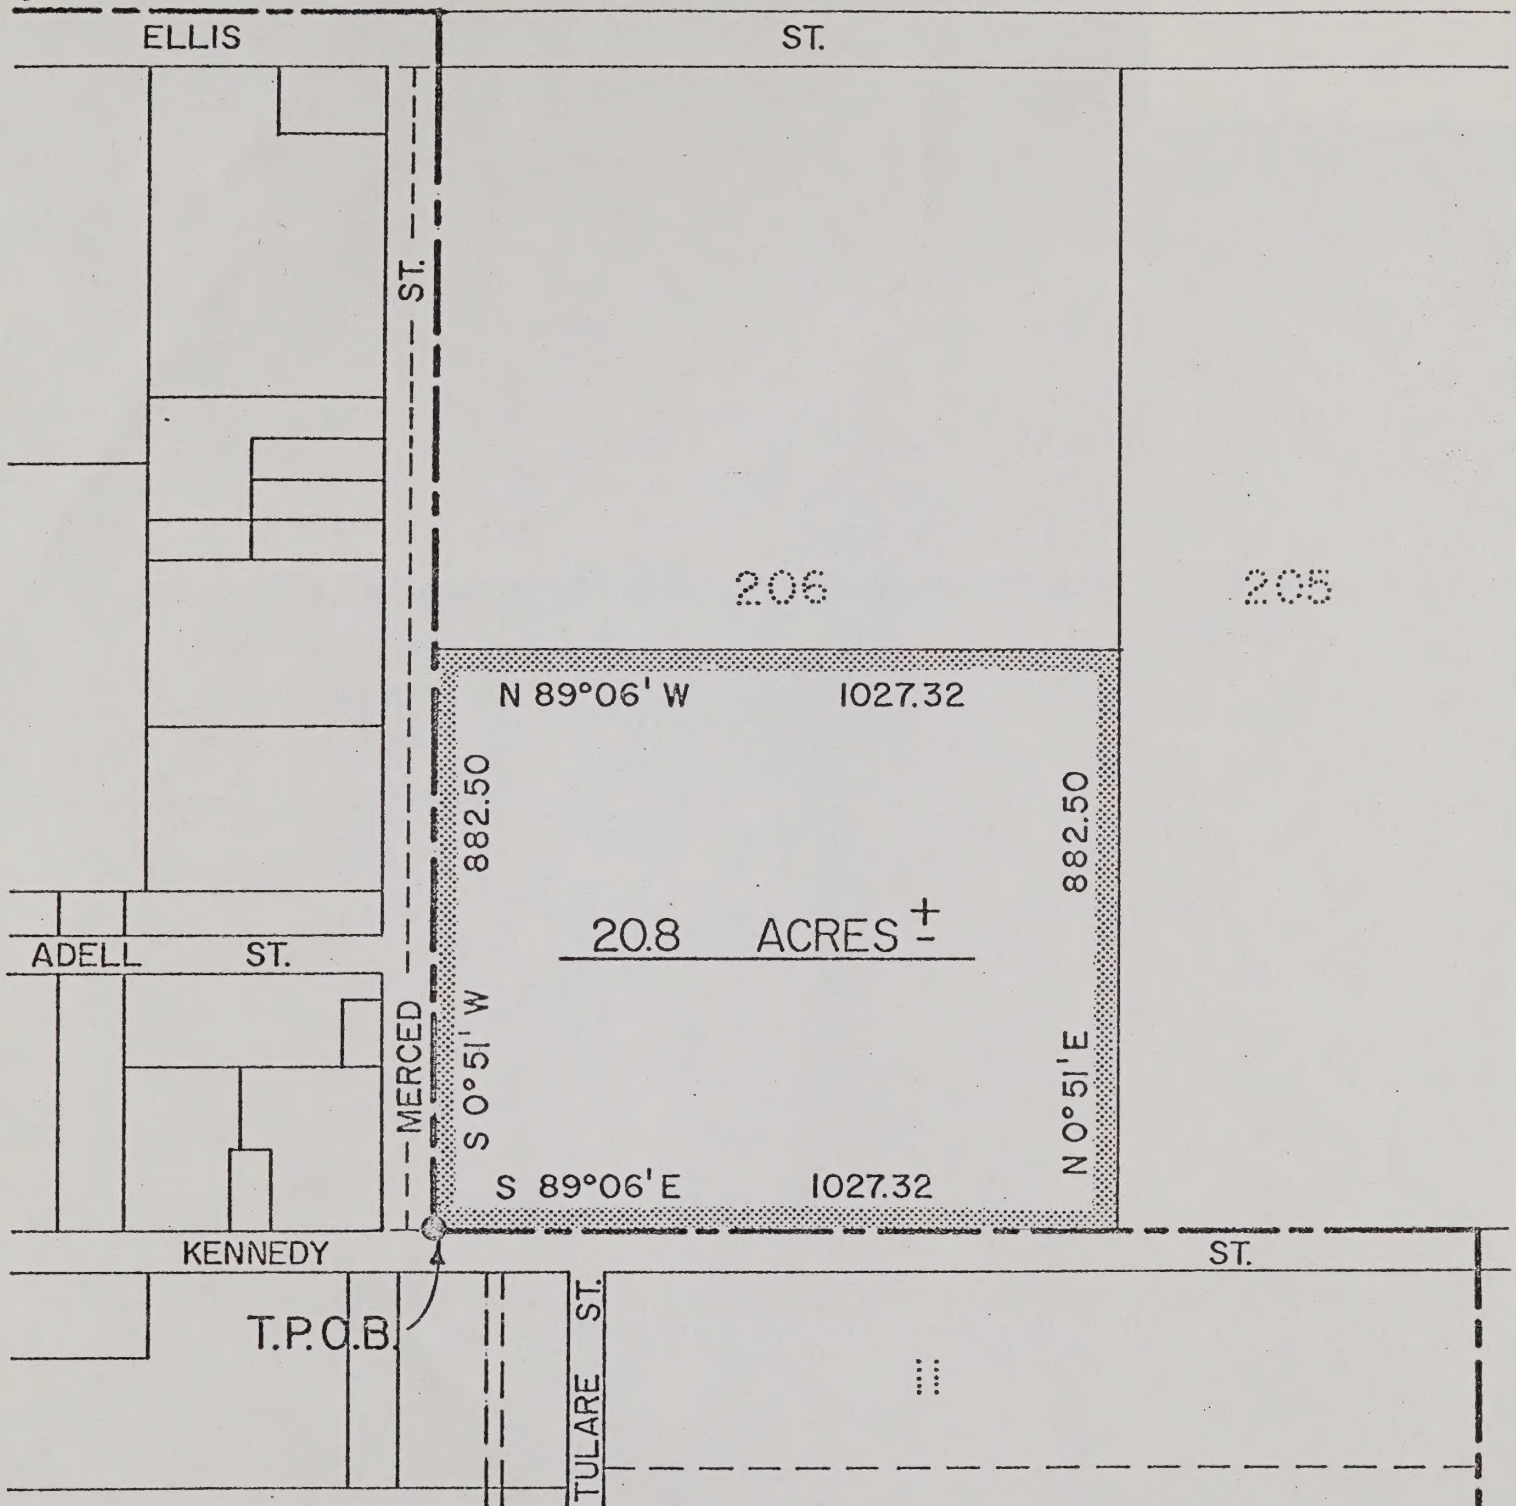 ELLIS ST.
ST.
206 205
N 89°06' W 1027.32
882.50
882.50
20.8 ACRES ±
ADELL ST.
MERCED
S 0°51' W
N 0°51' E
S 89°06' E 1027.32
KENNEDY ST.
T.P.O.B.
ST.
TULARE
111